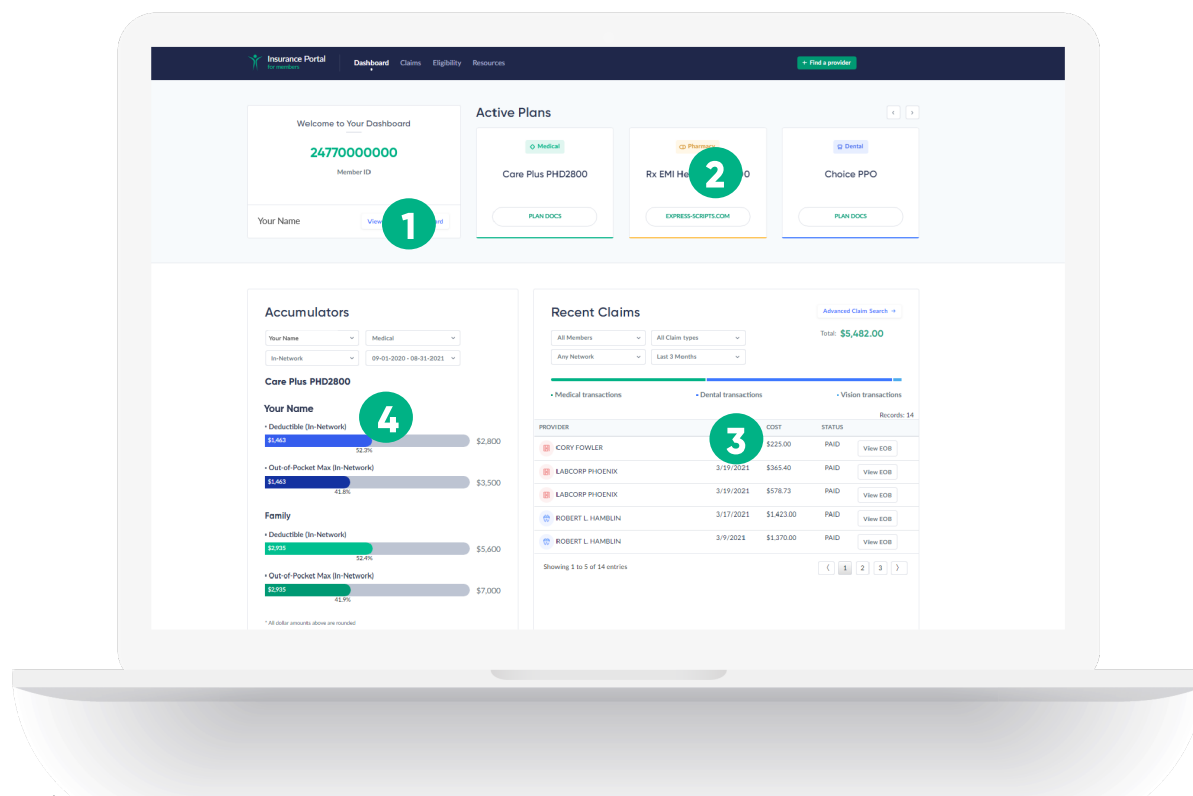 Insurance Portal
for members
Dashboard Claims Eligibility Resources
+ Find a provider
Welcome to Your Dashboard
24770000000
Member ID
Your Name
View
1
Active Plans
Medical
Care Plus PHD2800
PLAN DOCS
Pharmacy
Rx EMI
2
EXPRESS-SCRIPTS.COM
Dental
Choice PPO
PLAN DOCS
Accumulators
Your Name Medical
In-Network 09-01-2020 - 08-31-2021
Care Plus PHD2800
Your Name
4
• Deductible (In-Network)
$1,463 $2,800
52.3%
• Out-of-Pocket Max (In-Network)
$1,463 $3,500
41.8%
Family
• Deductible (In-Network)
$2,935 $5,600
52.4%
• Out-of-Pocket Max (In-Network)
$2,935 $7,000
41.9%
* All dollar amounts above are rounded
Recent Claims
Advanced Claim Search →
All Members All Claim types
Total: $5,482.00
Any Network Last 3 Months
• Medical transactions • Dental transactions • Vision transactions
Records: 14
PROVIDER COST STATUS
3
CORY FOWLER $225.00 PAID View EOB
LABCORP PHOENIX 3/19/2021 $365.40 PAID View EOB
LABCORP PHOENIX 3/19/2021 $578.73 PAID View EOB
ROBERT L. HAMBLIN 3/17/2021 $1,423.00 PAID View EOB
ROBERT L. HAMBLIN 3/9/2021 $1,370.00 PAID View EOB
Showing 1 to 5 of 14 entries
1 2 3